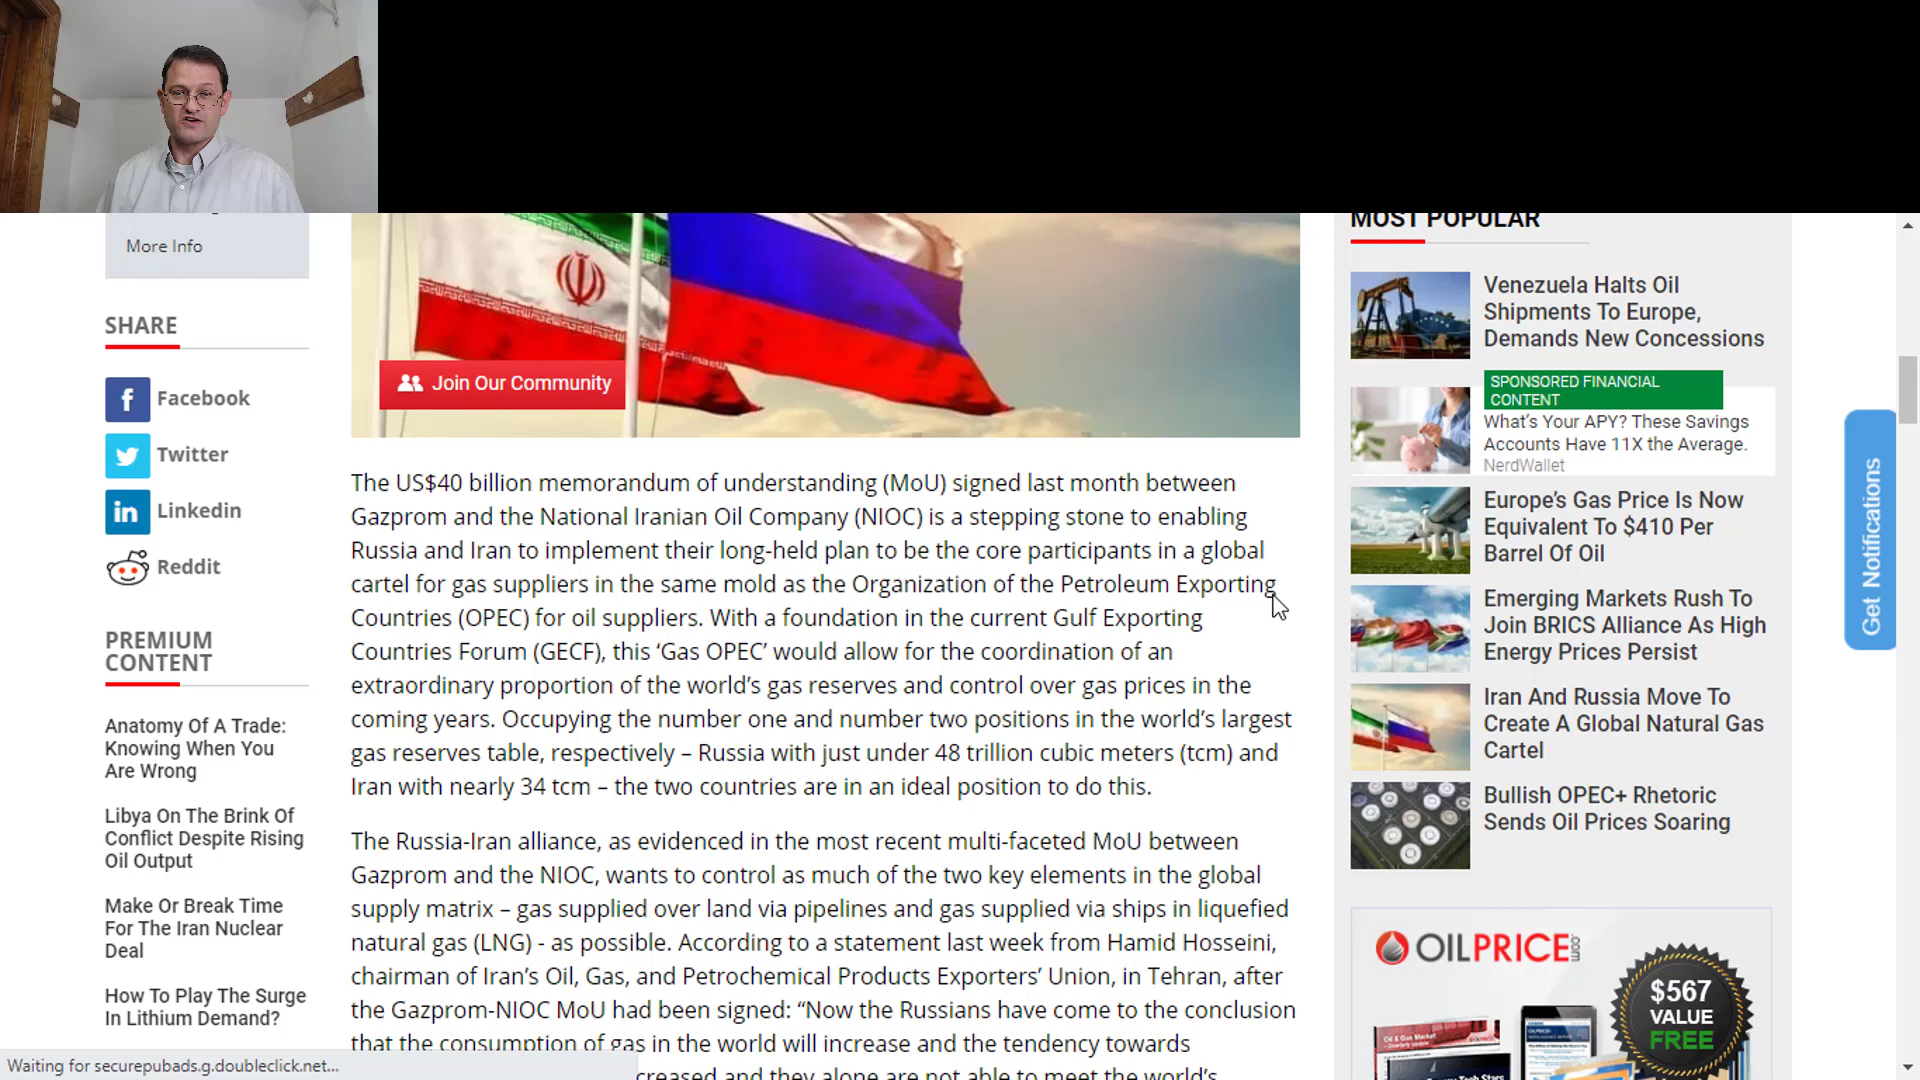 More Info
SHARE
Facebook
Twitter
Linkedin
Reddit
PREMIUM
CONTENT
Anatomy Of A Trade:
Knowing When You
Are Wrong
Libya On The Brink Of
Conflict Despite Rising
Oil Output
Make Or Break Time
For The Iran Nuclear
Deal
How To Play The Surge
In Lithium Demand?
Join Our Community
The US$40 billion memorandum of understanding (MoU) signed last month between
Gazprom and the National Iranian Oil Company (NIOC) is a stepping stone to enabling
Russia and Iran to implement their long-held plan to be the core participants in a global
cartel for gas suppliers in the same mold as the Organization of the Petroleum Exporting
Countries (OPEC) for oil suppliers. With a foundation in the current Gulf Exporting
Countries Forum (GECF), this ‘Gas OPEC’ would allow for the coordination of an
extraordinary proportion of the world’s gas reserves and control over gas prices in the
coming years. Occupying the number one and number two positions in the world’s largest
gas reserves table, respectively – Russia with just under 48 trillion cubic meters (tcm) and
Iran with nearly 34 tcm – the two countries are in an ideal position to do this.
The Russia-Iran alliance, as evidenced in the most recent multi-faceted MoU between
Gazprom and the NIOC, wants to control as much of the two key elements in the global
supply matrix – gas supplied over land via pipelines and gas supplied via ships in liquefied
natural gas (LNG) - as possible. According to a statement last week from Hamid Hosseini,
chairman of Iran’s Oil, Gas, and Petrochemical Products Exporters’ Union, in Tehran, after
the Gazprom-NIOC MoU had been signed: “Now the Russians have come to the conclusion
that the consumption of gas in the world will increase and the tendency towards
creased and they alone are not able to meet the world’s
MOST POPULAR
Venezuela Halts Oil
Shipments To Europe,
Demands New Concessions
SPONSORED FINANCIAL
CONTENT
What’s Your APY? These Savings
Accounts Have 11X the Average.
NerdWallet
Europe’s Gas Price Is Now
Equivalent To $410 Per
Barrel Of Oil
Emerging Markets Rush To
Join BRICS Alliance As High
Energy Prices Persist
Iran And Russia Move To
Create A Global Natural Gas
Cartel
Bullish OPEC+ Rhetoric
Sends Oil Prices Soaring
OILPRICE.com
$567
VALUE
FREE
Get Notifications
Waiting for securepubads.g.doubleclick.net...